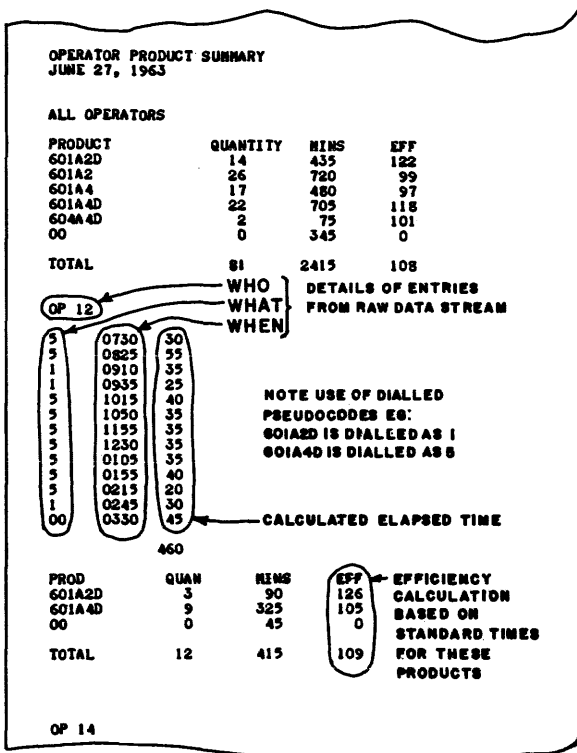 OPERATOR PRODUCT SUMMARY
JUNE 27, 1963
ALL OPERATORS
PRODUCT QUANTITY MINS EFF
601A2D 14 435 122
601A2 26 720 99
601A4 17 480 97
601A4D 22 705 118
604A4D 2 75 101
00 0 345 0
TOTAL 81 2415 108
WHO
WHAT
WHEN
DETAILS OF ENTRIES
FROM RAW DATA STREAM
OP 12
5 0730 30
5 0825 55
1 0910 35
1 0935 25
5 1015 40
5 1050 35
5 1155 35
5 1230 35
5 0105 35
5 0155 40
5 0215 20
1 0245 30
00 0330 45
460
NOTE USE OF DIALLED
PSEUDOCODES EG:
601A2D IS DIALLED AS 1
601A4D IS DIALLED AS 5
CALCULATED ELAPSED TIME
PROD QUAN MINS EFF
601A2D 3 90 126
601A4D 9 325 105
00 0 45 0
TOTAL 12 415 109
EFFICIENCY
CALCULATION
BASED ON
STANDARD TIMES
FOR THESE
PRODUCTS
OP 14